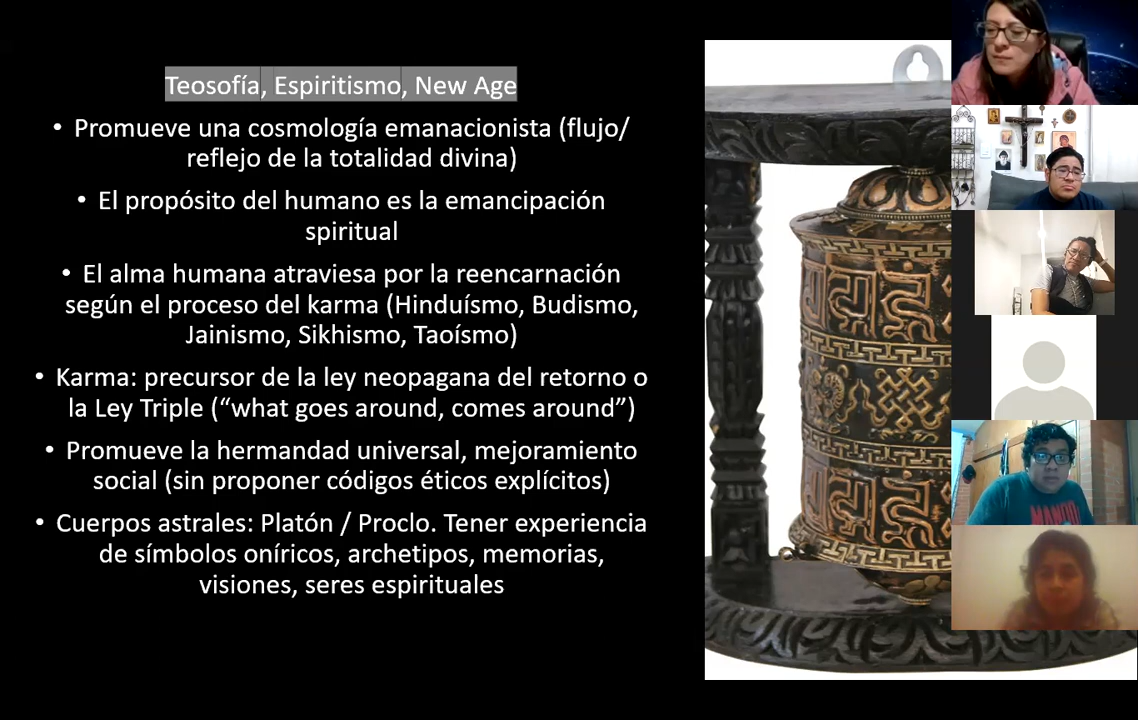 Teosofía, Espiritismo, New Age
• Promueve una cosmología emanacionista (flujo/
reflejo de la totalidad divina)
• El propósito del humano es la emancipación
spiritual
• El alma humana atraviesa por la reencarnación
según el proceso del karma (Hinduísmo, Budismo,
Jainismo, Sikhismo, Taoísmo)
• Karma: precursor de la ley neopagana del retorno o
la Ley Triple (“what goes around, comes around”)
• Promueve la hermandad universal, mejoramiento
social (sin proponer códigos éticos explícitos)
• Cuerpos astrales: Platón / Proclo. Tener experiencia
de símbolos oníricos, archetipos, memorias,
visiones, seres espirituales